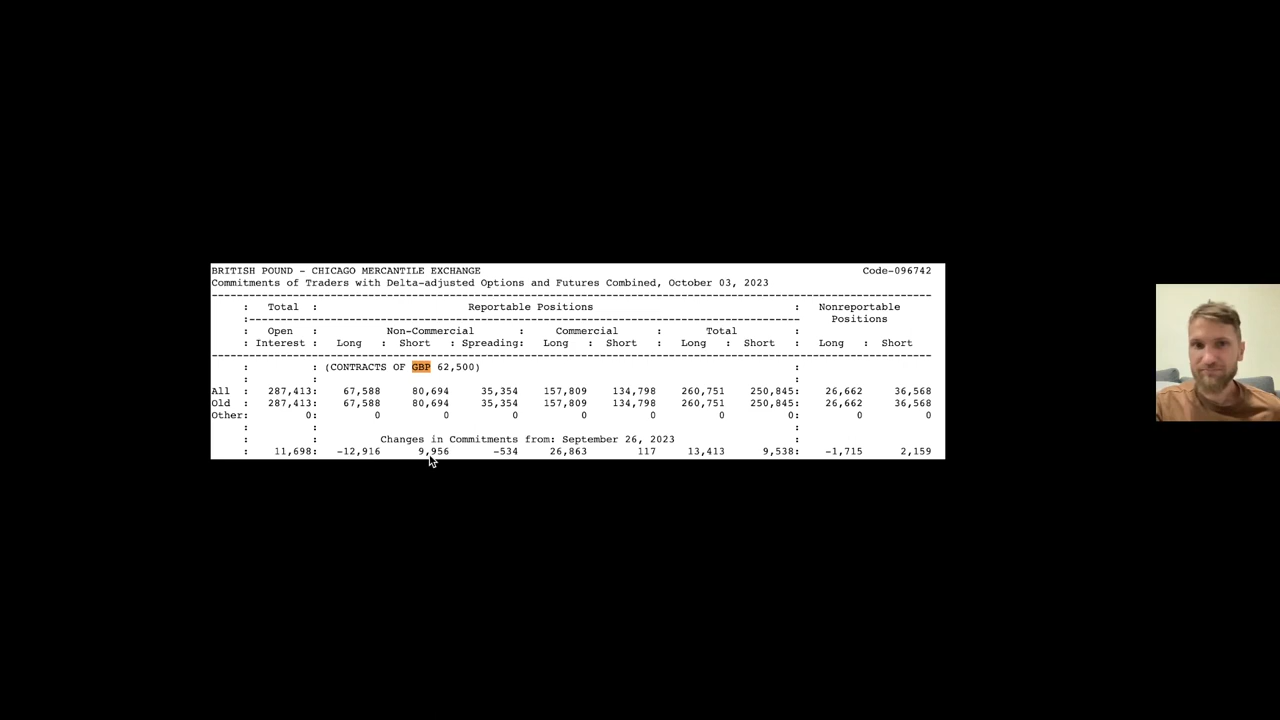 BRITISH POUND - CHICAGO MERCANTILE EXCHANGE Code-096742
Commitments of Traders with Delta-adjusted Options and Futures Combined, October 03, 2023
--------------------------------------------------------------------------------
: Total : Reportable Positions : Nonreportable
:-------------------------------------------------------------------- Positions
: Open : Non-Commercial : Commercial : Total :
: Interest : Long : Short : Spreading: Long : Short : Long : Short : Long : Short
--------------------------------------------------------------------------------
: : (CONTRACTS OF GBP 62,500) :
: : :
All : 287,413: 67,588 80,694 35,354 157,809 134,798 260,751 250,845: 26,662 36,568
Old : 287,413: 67,588 80,694 35,354 157,809 134,798 260,751 250,845: 26,662 36,568
Other: 0: 0 0 0 0 0 0 0: 0 0
: : :
: : Changes in Commitments from: September 26, 2023 :
: 11,698: -12,916 9,956 -534 26,863 117 13,413 9,538: -1,715 2,159